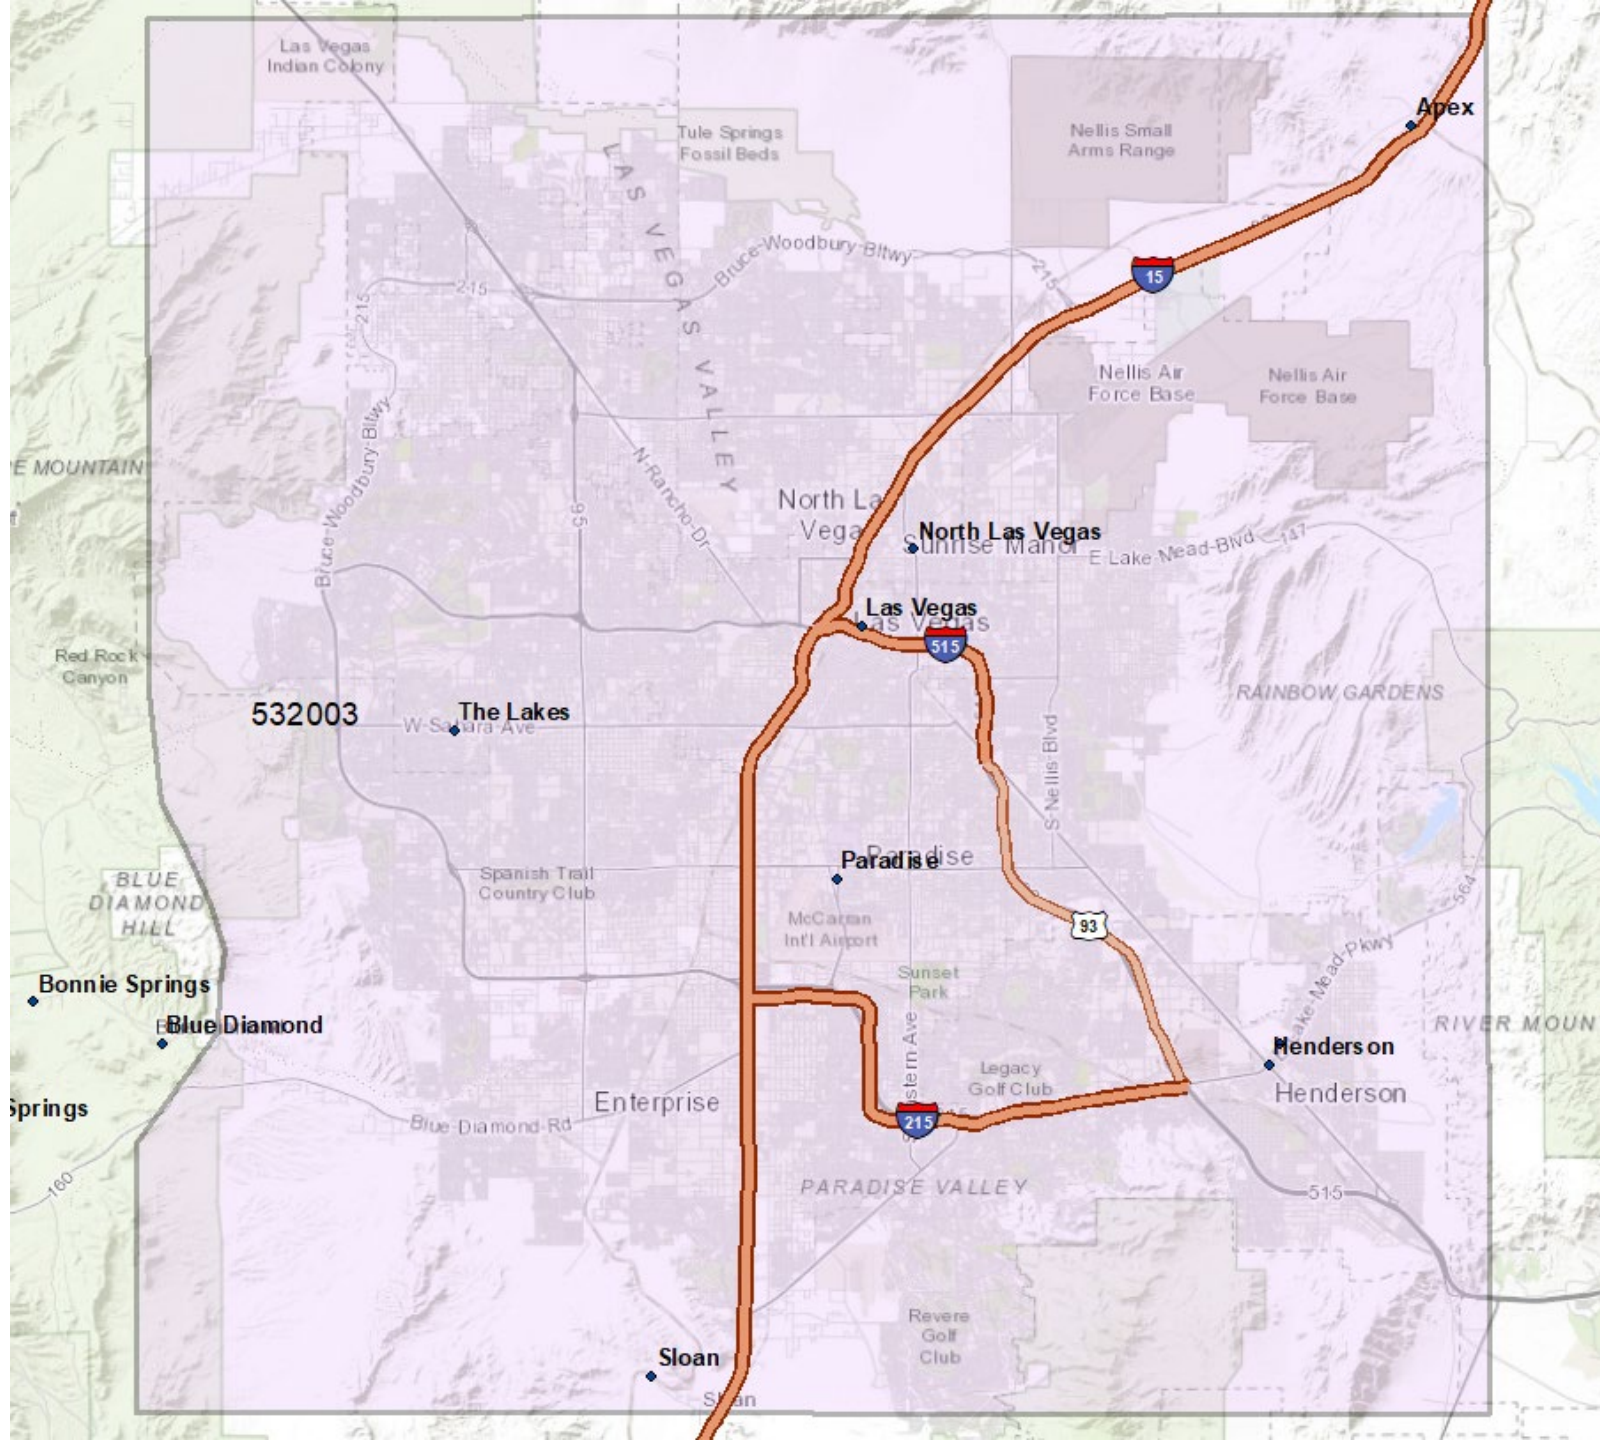 Las Vegas
Indian Colony
Apex
Tule Springs
Fossil Beds
Nellis Small
Arms Range
LAS VEGAS VALLEY
Bruce-Woodbury-Bltwy
215
215
215
15
Nellis Air
Force Base
Nellis Air
Force Base
Bruce-Woodbury-Bltwy
E MOUNTAIN
N-Rancho-Dr
95
North La
Vega
North Las Vegas
Sunrise Manor
E Lake-Mead-Blvd
147
Las Vegas
Las Vegas
515
Red Rock
Canyon
RAINBOW GARDENS
532003
The Lakes
W-Sahara-Ave
S-Nellis-Blvd
Paradise
Paradise
Spanish Trail
Country Club
BLUE
DIAMOND
HILL
564
McCarran
Int'l Airport
93
Lake-Mead-Pkwy
Sunset
Park
Bonnie Springs
Blue Diamond
RIVER MOUN
Henderson
Henderson
stern Ave
Legacy
Golf Club
Springs
Enterprise
215
Blue-Diamond-Rd
160
PARADISE VALLEY
515
Revere
Golf
Club
Sloan